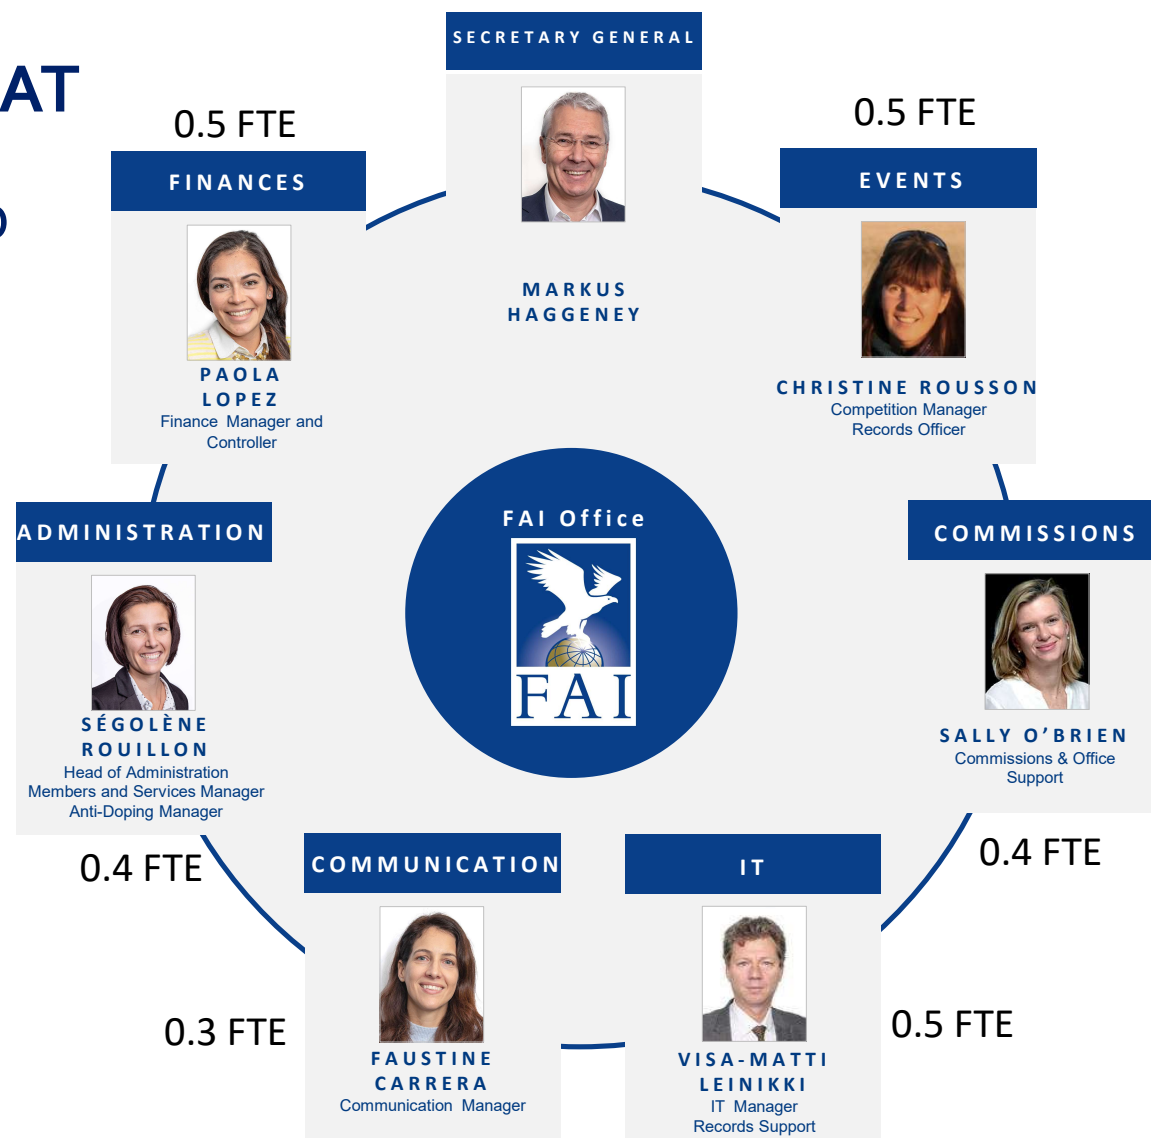 AT
SECRETARY GENERAL
MARKUS
HAGGENEY
0.5 FTE
FINANCES
PAOLA
LOPEZ
Finance Manager and
Controller
0.5 FTE
EVENTS
CHRISTINE ROUSSON
Competition Manager
Records Officer
ADMINISTRATION
SÉGOLÈNE
ROUILLON
Head of Administration
Members and Services Manager
Anti-Doping Manager
0.4 FTE
FAI Office
FAI
COMMISSIONS
SALLY O’BRIEN
Commissions & Office
Support
0.4 FTE
COMMUNICATION
FAUSTINE
CARRERA
Communication Manager
0.3 FTE
IT
VISA-MATTI
LEINIKKI
IT Manager
Records Support
0.5 FTE